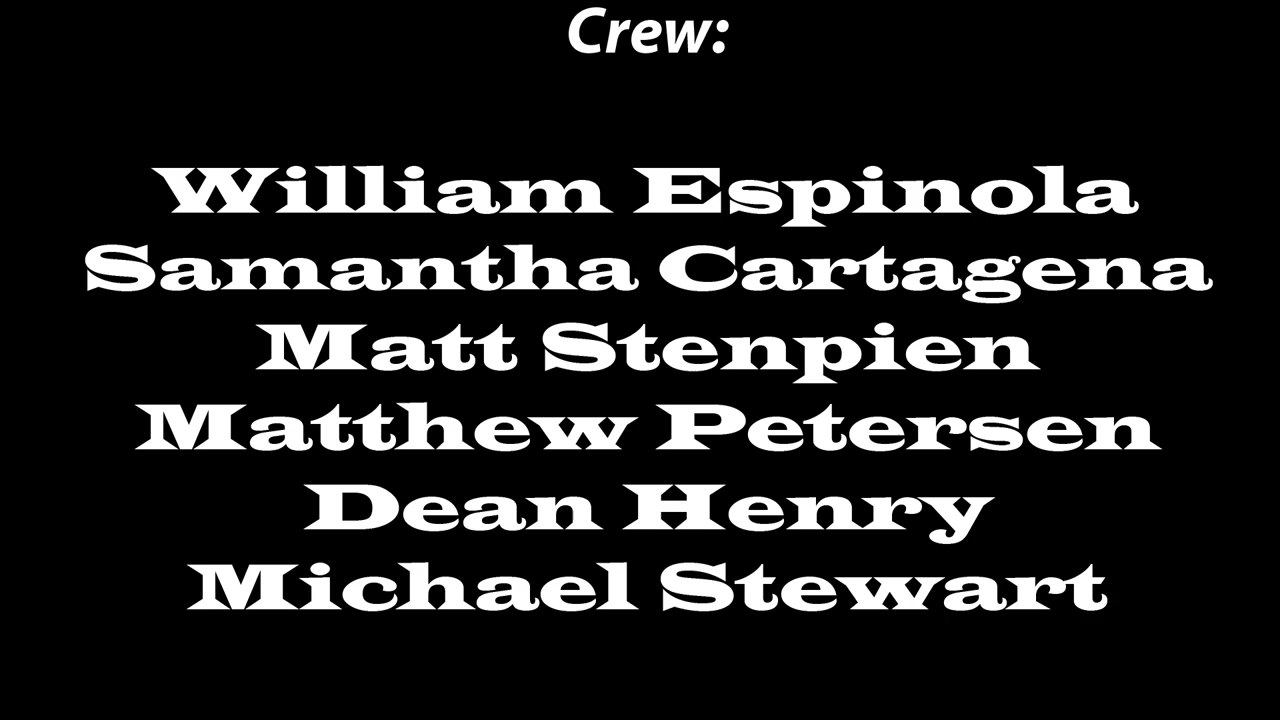 Crew:
William Espinola
Samantha Cartagena
Matt Stenpien
Matthew Petersen
Dean Henry
Michael Stewart